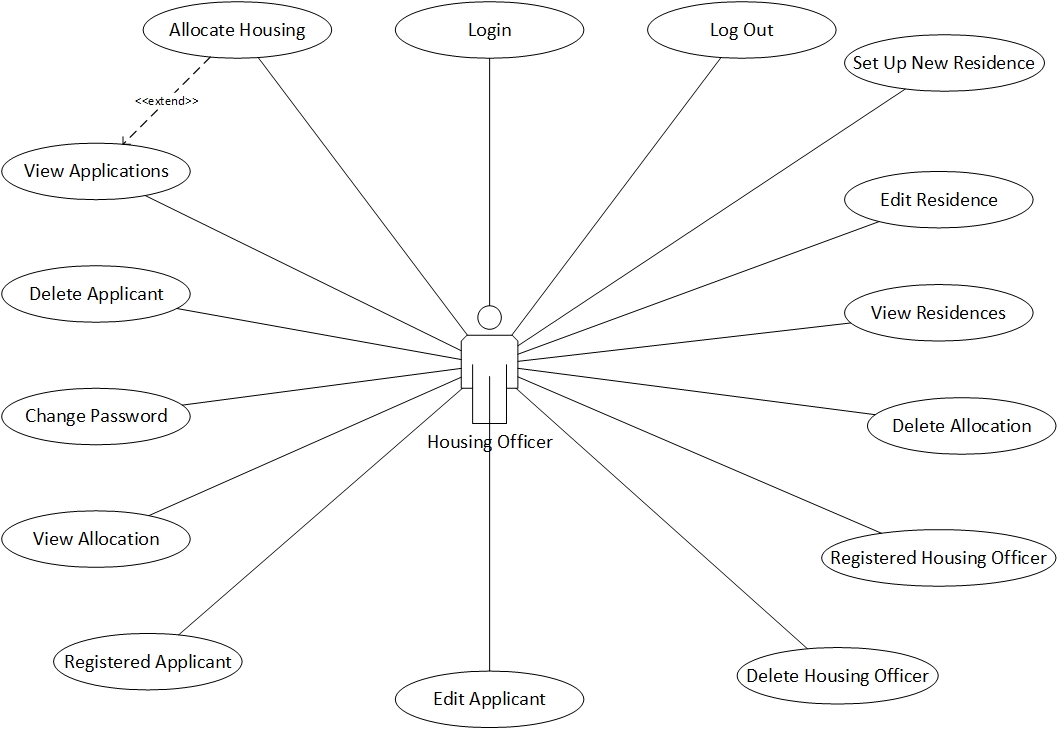 Allocate Housing
Login
Log Out
Set Up New Residence
<<extend>>
View Applications
Edit Residence
Delete Applicant
View Residences
Change Password
Delete Allocation
Housing Officer
View Allocation
Registered Housing Officer
Registered Applicant
Delete Housing Officer
Edit Applicant